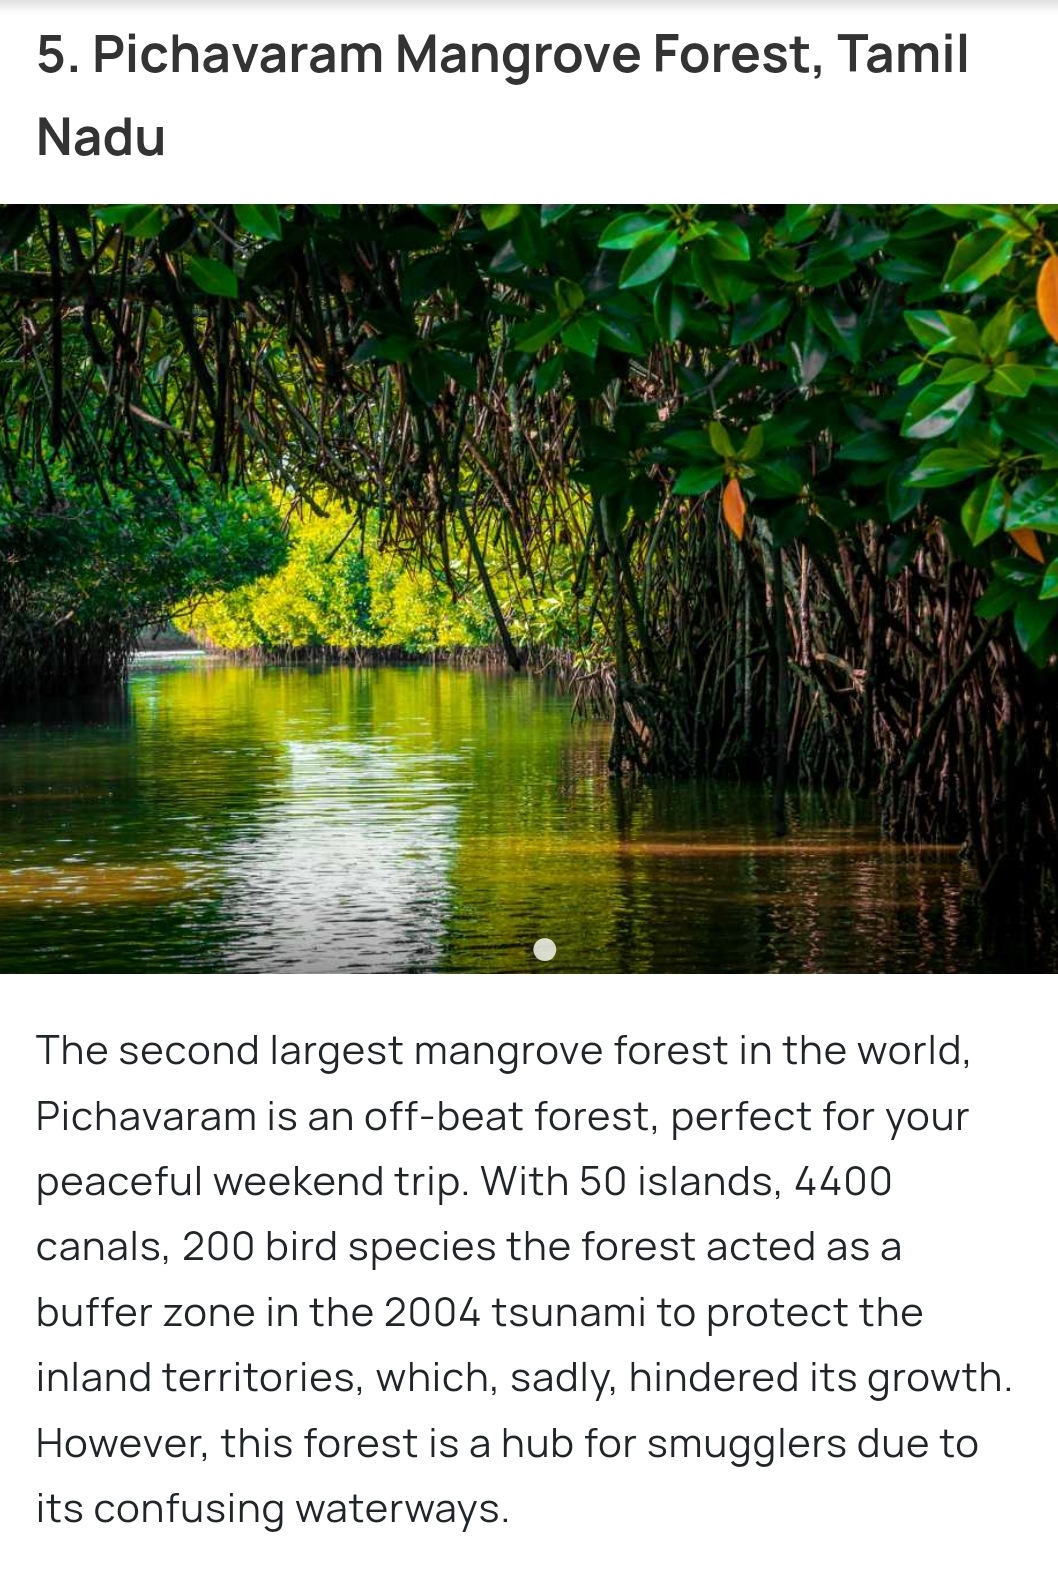 5. Pichavaram Mangrove Forest, Tamil
Nadu
The second largest mangrove forest in the world,
Pichavaram is an off-beat forest, perfect for your
peaceful weekend trip. With 50 islands, 4400
canals, 200 bird species the forest acted as a
buffer zone in the 2004 tsunami to protect the
inland territories, which, sadly, hindered its growth.
However, this forest is a hub for smugglers due to
its confusing waterways.